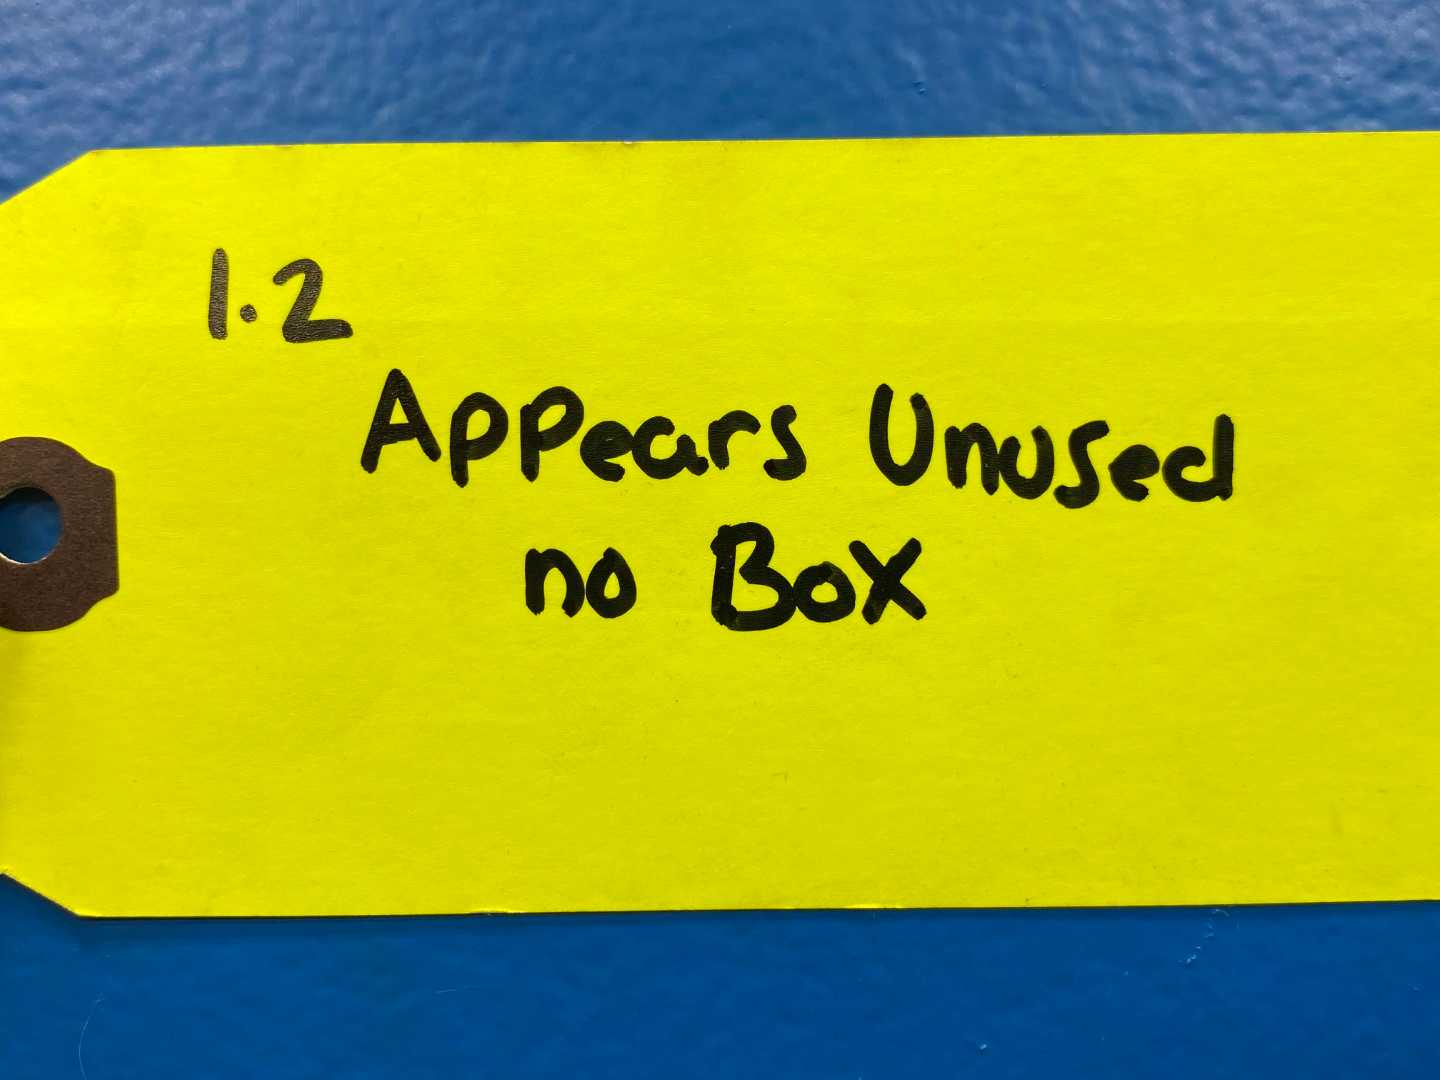 1.2
Appears Unused
no Box